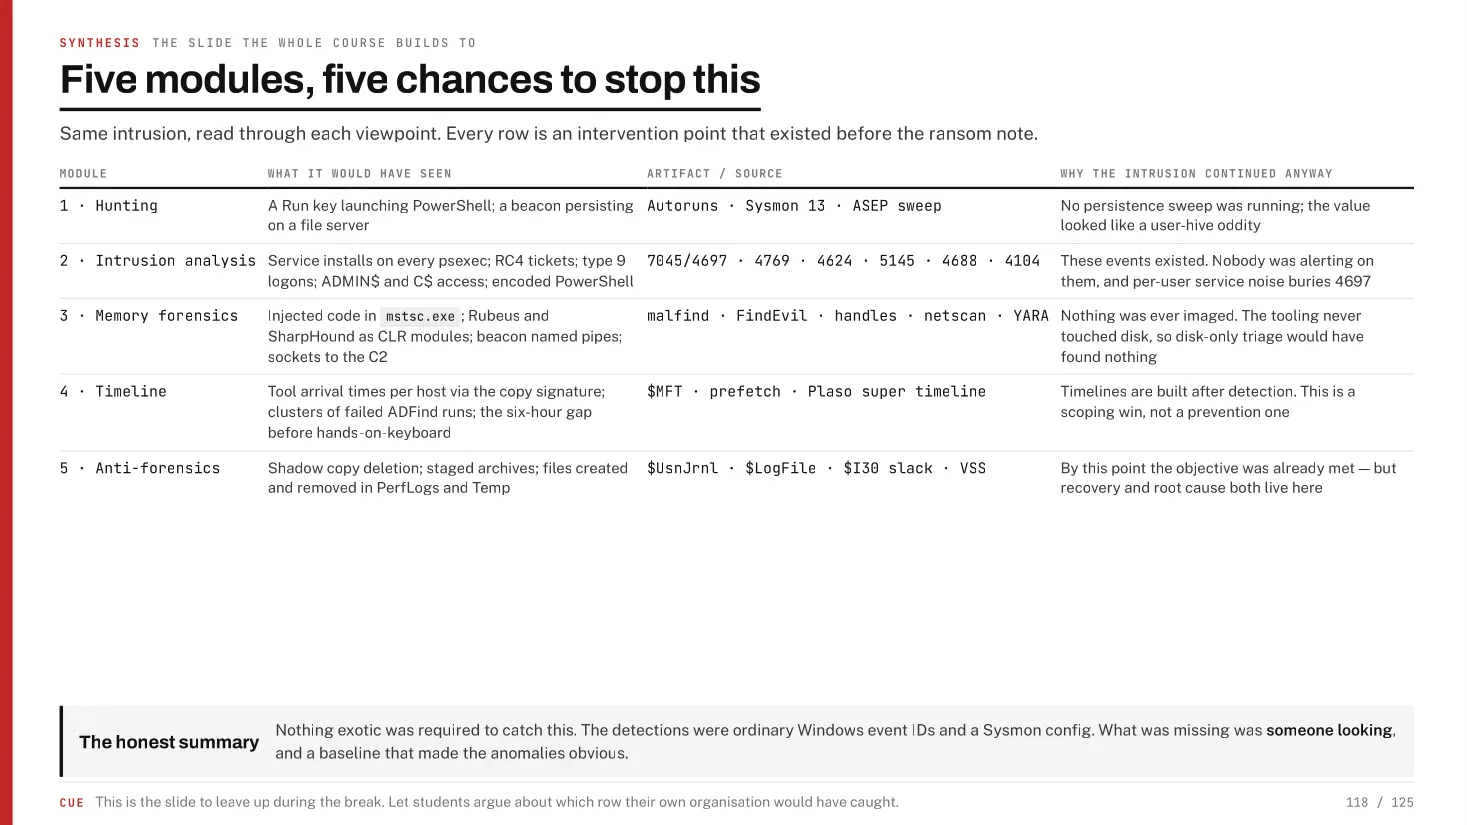 SYNTHESIS THE SLIDE THE WHOLE COURSE BUILDS TO
Five modules, five chances to stop this
Same intrusion, read through each viewpoint. Every row is an intervention point that existed before the ransom note.
MODULE WHAT IT WOULD HAVE SEEN ARTIFACT / SOURCE WHY THE INTRUSION CONTINUED ANYWAY
1 · Hunting
A Run key launching PowerShell; a beacon persisting
on a file server
Autoruns · Sysmon 13 · ASEP sweep
No persistence sweep was running; the value
looked like a user-hive oddity
2 · Intrusion analysis
Service installs on every psexec; RC4 tickets; type 9
logons; ADMIN$ and C$ access; encoded PowerShell
7045/4697 · 4769 · 4624 · 5145 · 4688 · 4104
These events existed. Nobody was alerting on
them, and per-user service noise buries 4697
3 · Memory forensics
Injected code in mstsc.exe; Rubeus and
SharpHound as CLR modules; beacon named pipes;
sockets to the C2
malfind · FindEvil · handles · netscan · YARA
Nothing was ever imaged. The tooling never
touched disk, so disk-only triage would have
found nothing
4 · Timeline
Tool arrival times per host via the copy signature;
clusters of failed ADFind runs; the six-hour gap
before hands-on-keyboard
$MFT · prefetch · Plaso super timeline
Timelines are built after detection. This is a
scoping win, not a prevention one
5 · Anti-forensics
Shadow copy deletion; staged archives; files created
and removed in PerfLogs and Temp
$UsnJrnl · $LogFile · $I30 slack · VSS
By this point the objective was already met — but
recovery and root cause both live here
The honest summary
Nothing exotic was required to catch this. The detections were ordinary Windows event IDs and a Sysmon config. What was missing was someone looking,
and a baseline that made the anomalies obvious.
CUE This is the slide to leave up during the break. Let students argue about which row their own organisation would have caught.
118 / 125